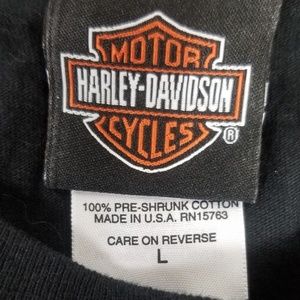 MOTOR
HARLEY-DAVIDSON
CYCLES
®
100% PRE-SHRUNK COTTON
MADE IN U.S.A. RN15763
CARE ON REVERSE
L